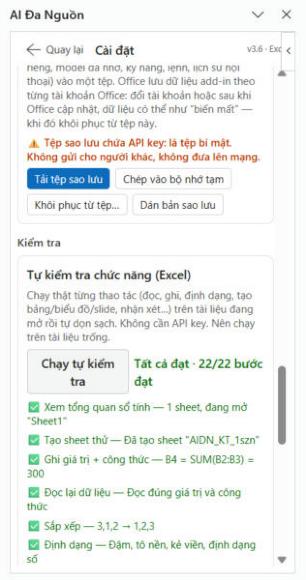 AI Đa Nguồn
Quay lại Cài đặt v3.6 · Exc
riêng, model đã nhớ, kỹ năng, lệnh, lịch sử hội
thoại) vào một tệp. Office lưu dữ liệu add-in theo
từng tài khoản Office: đổi tài khoản hoặc sau khi
Office cập nhật, dữ liệu có thể như "biến mất" —
khi đó khôi phục từ tệp này.
⚠ Tệp sao lưu chứa API key: là tệp bí mật.
Không gửi cho người khác, không đưa lên mạng.
Tải tệp sao lưu Chép vào bộ nhớ tạm
Khôi phục từ tệp... Dán bản sao lưu
Kiểm tra
Tự kiểm tra chức năng (Excel)
Chạy thật từng thao tác (đọc, ghi, định dạng, tạo
bảng/biểu đồ/slide, nhận xét...) trên tài liệu đang
mở rồi tự dọn sạch. Không cần API key. Nên chạy
trên tài liệu trống.
Chạy tự kiểm
tra
Tất cả đạt · 22/22 bước
đạt
✅ Xem tổng quan sổ tính — 1 sheet, đang mở
"Sheet1"
✅ Tạo sheet thử — Đã tạo sheet "AIDN_KT_1szn"
✅ Ghi giá trị + công thức — B4 = SUM(B2:B3) =
300
✅ Đọc lại dữ liệu — Đọc đúng giá trị và công
thức
✅ Sắp xếp — 3,1,2 → 1,2,3
✅ Định dạng — Đậm, tô nền, kẻ viền, định dạng
số